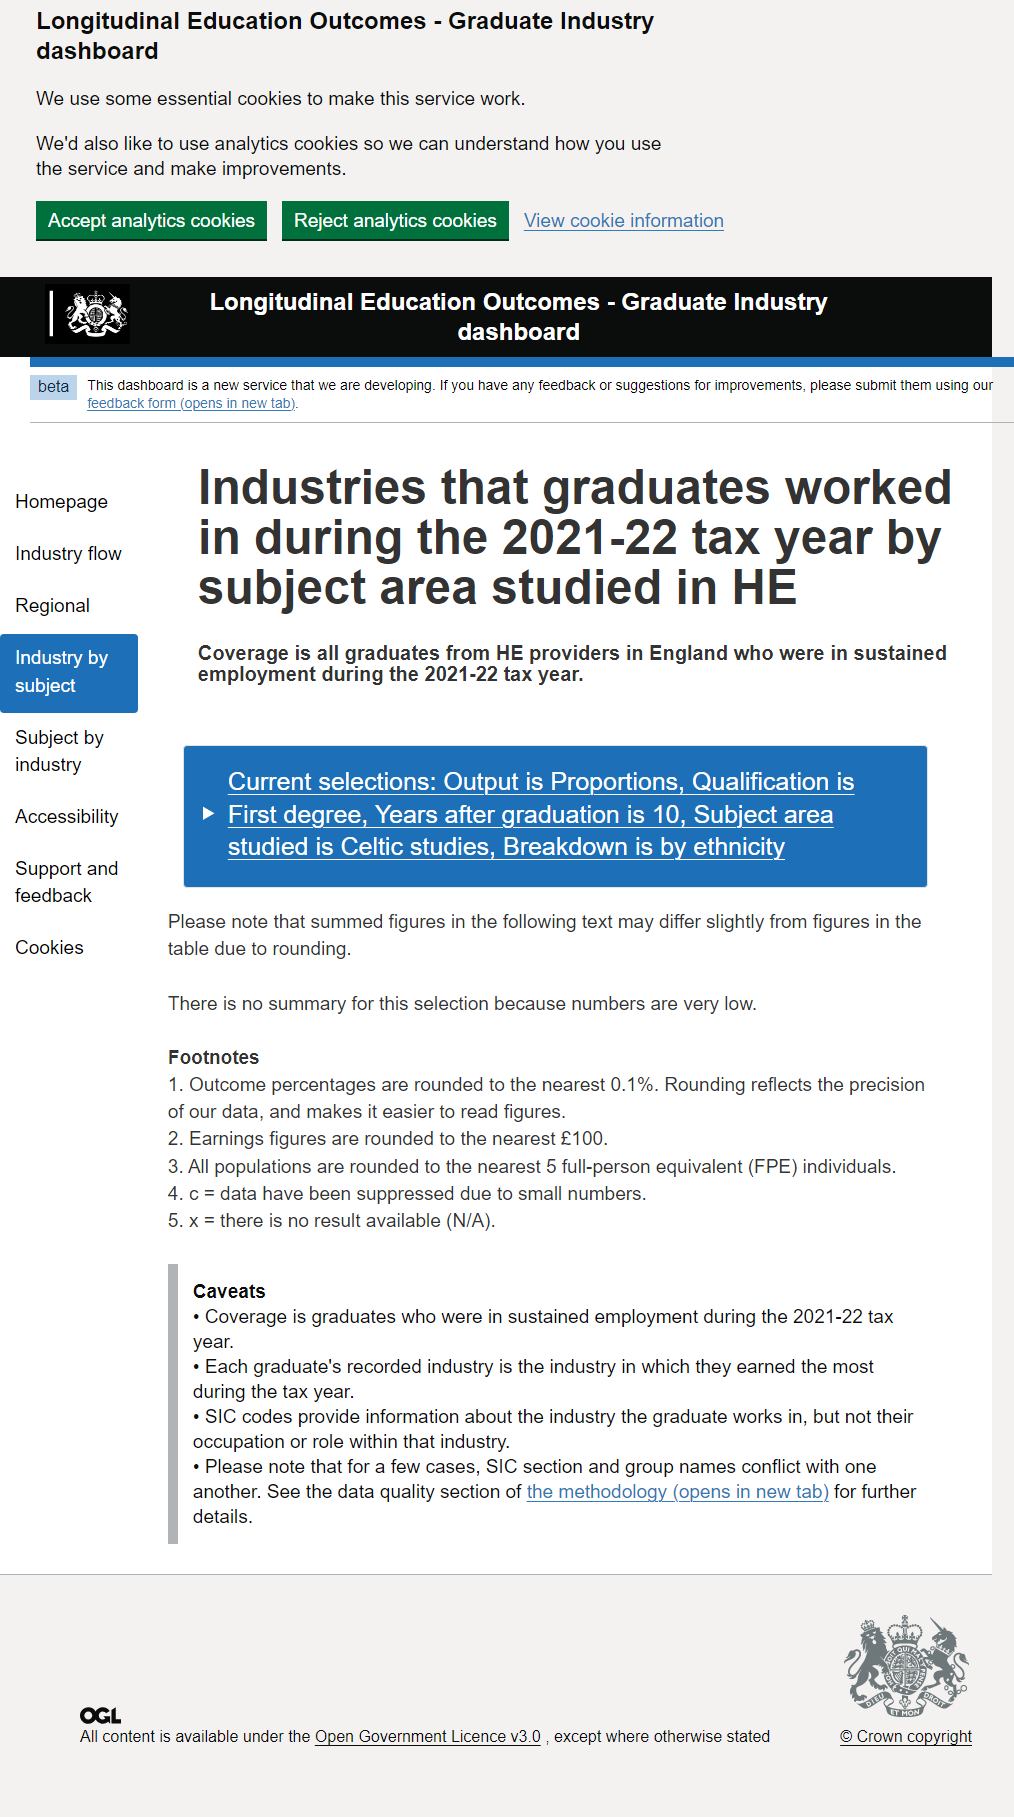 Longitudinal Education Outcomes - Graduate Industry
dashboard
We use some essential cookies to make this service work.
We'd also like to use analytics cookies so we can understand how you use
the service and make improvements.
Accept analytics cookies Reject analytics cookies View cookie information
Longitudinal Education Outcomes - Graduate Industry
dashboard
beta This dashboard is a new service that we are developing. If you have any feedback or suggestions for improvements, please submit them using our
feedback form (opens in new tab).
Homepage
Industry flow
Regional
Industry by
subject
Subject by
industry
Accessibility
Support and
feedback
Cookies
Industries that graduates worked
in during the 2021-22 tax year by
subject area studied in HE
Coverage is all graduates from HE providers in England who were in sustained
employment during the 2021-22 tax year.
Current selections: Output is Proportions, Qualification is
First degree, Years after graduation is 10, Subject area
studied is Celtic studies, Breakdown is by ethnicity
Please note that summed figures in the following text may differ slightly from figures in the
table due to rounding.
There is no summary for this selection because numbers are very low.
Footnotes
1. Outcome percentages are rounded to the nearest 0.1%. Rounding reflects the precision
of our data, and makes it easier to read figures.
2. Earnings figures are rounded to the nearest £100.
3. All populations are rounded to the nearest 5 full-person equivalent (FPE) individuals.
4. c = data have been suppressed due to small numbers.
5. x = there is no result available (N/A).
Caveats
• Coverage is graduates who were in sustained employment during the 2021-22 tax
year.
• Each graduate's recorded industry is the industry in which they earned the most
during the tax year.
• SIC codes provide information about the industry the graduate works in, but not their
occupation or role within that industry.
• Please note that for a few cases, SIC section and group names conflict with one
another. See the data quality section of the methodology (opens in new tab) for further
details.
OGL
All content is available under the Open Government Licence v3.0 , except where otherwise stated
DIEU ET MON DROIT
© Crown copyright